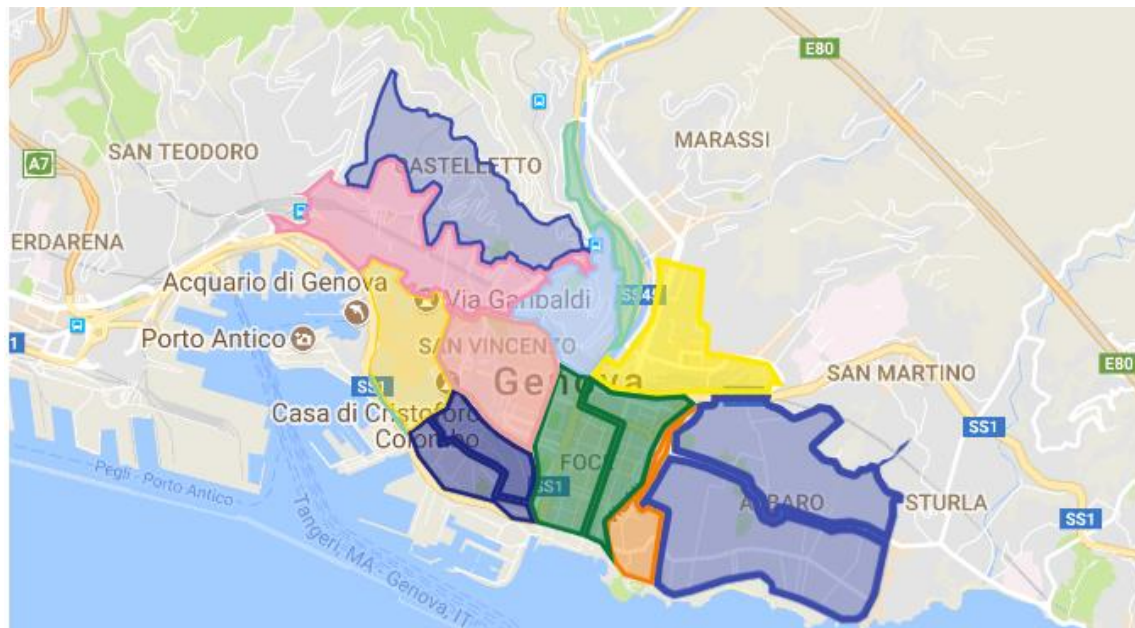 E80
MARASSI
SAN TEODORO
CASTELLETTO
A7
ERDARENA
Acquario di Genova
Via Garibaldi
SS45
Porto Antico
SAN VINCENZO
1
E80
SAN MARTINO
Genova
SS1
Casa di Cristoforo
Colombo
SS1
FOCE
SS1
Pegli - Porto Antico
ALBARO
STURLA
SS1
Tangeri, MA - Genova, IT